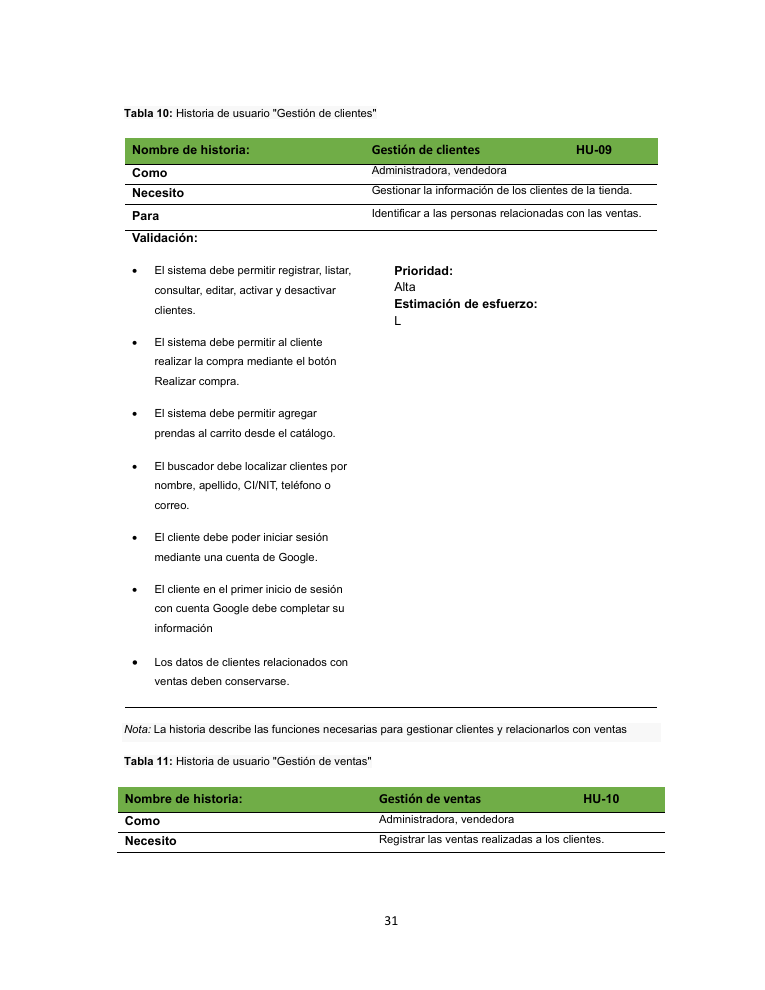 Tabla 10: Historia de usuario "Gestión de clientes"
Nombre de historia: Gestión de clientes HU-09
Como Administradora, vendedora
Necesito Gestionar la información de los clientes de la tienda.
Para Identificar a las personas relacionadas con las ventas.
Validación:
• El sistema debe permitir registrar, listar,
consultar, editar, activar y desactivar
clientes.
• El sistema debe permitir al cliente
realizar la compra mediante el botón
Realizar compra.
• El sistema debe permitir agregar
prendas al carrito desde el catálogo.
• El buscador debe localizar clientes por
nombre, apellido, CI/NIT, teléfono o
correo.
• El cliente debe poder iniciar sesión
mediante una cuenta de Google.
• El cliente en el primer inicio de sesión
con cuenta Google debe completar su
información
• Los datos de clientes relacionados con
ventas deben conservarse.
Prioridad:
Alta
Estimación de esfuerzo:
L
Nota: La historia describe las funciones necesarias para gestionar clientes y relacionarlos con ventas
Tabla 11: Historia de usuario "Gestión de ventas"
Nombre de historia: Gestión de ventas HU-10
Como Administradora, vendedora
Necesito Registrar las ventas realizadas a los clientes.
31